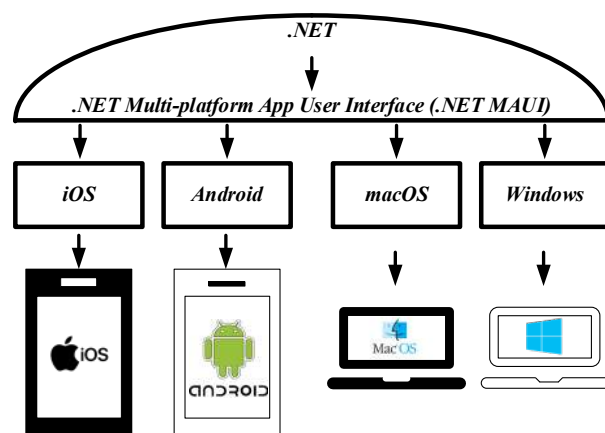 .NET
.NET Multi-platform App User Interface (.NET MAUI)
iOS
Android
macOS
Windows
iOS
ANDROID
Mac OS